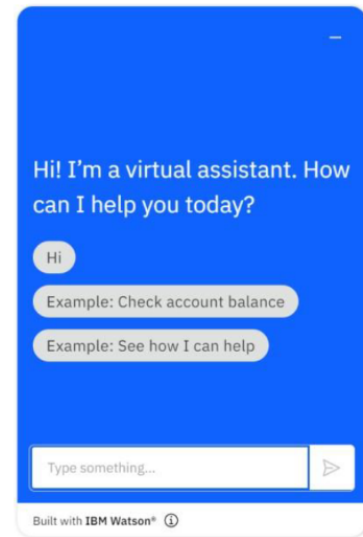 Hi! I’m a virtual assistant. How
can I help you today?
Hi
Example: Check account balance
Example: See how I can help
Type something...
Built with IBM Watson®